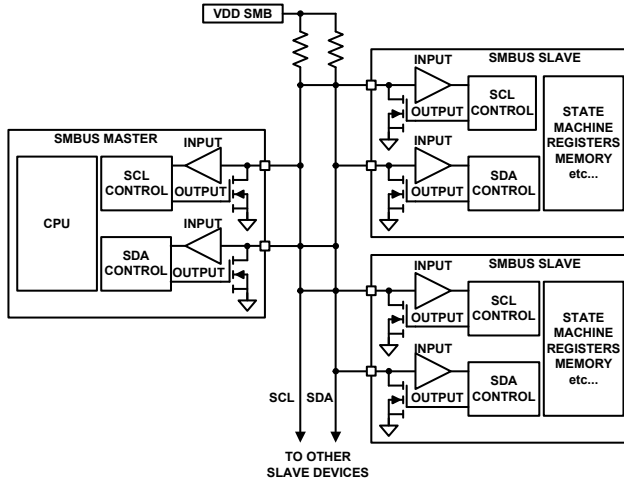 VDD SMB
SMBUS MASTER
CPU
SCL
CONTROL
INPUT
OUTPUT
SDA
CONTROL
INPUT
OUTPUT
SMBUS SLAVE
INPUT
OUTPUT
SCL
CONTROL
INPUT
OUTPUT
SDA
CONTROL
STATE
MACHINE
REGISTERS
MEMORY
etc...
SMBUS SLAVE
INPUT
OUTPUT
SCL
CONTROL
INPUT
OUTPUT
SDA
CONTROL
STATE
MACHINE
REGISTERS
MEMORY
etc...
SCL
SDA
TO OTHER
SLAVE DEVICES